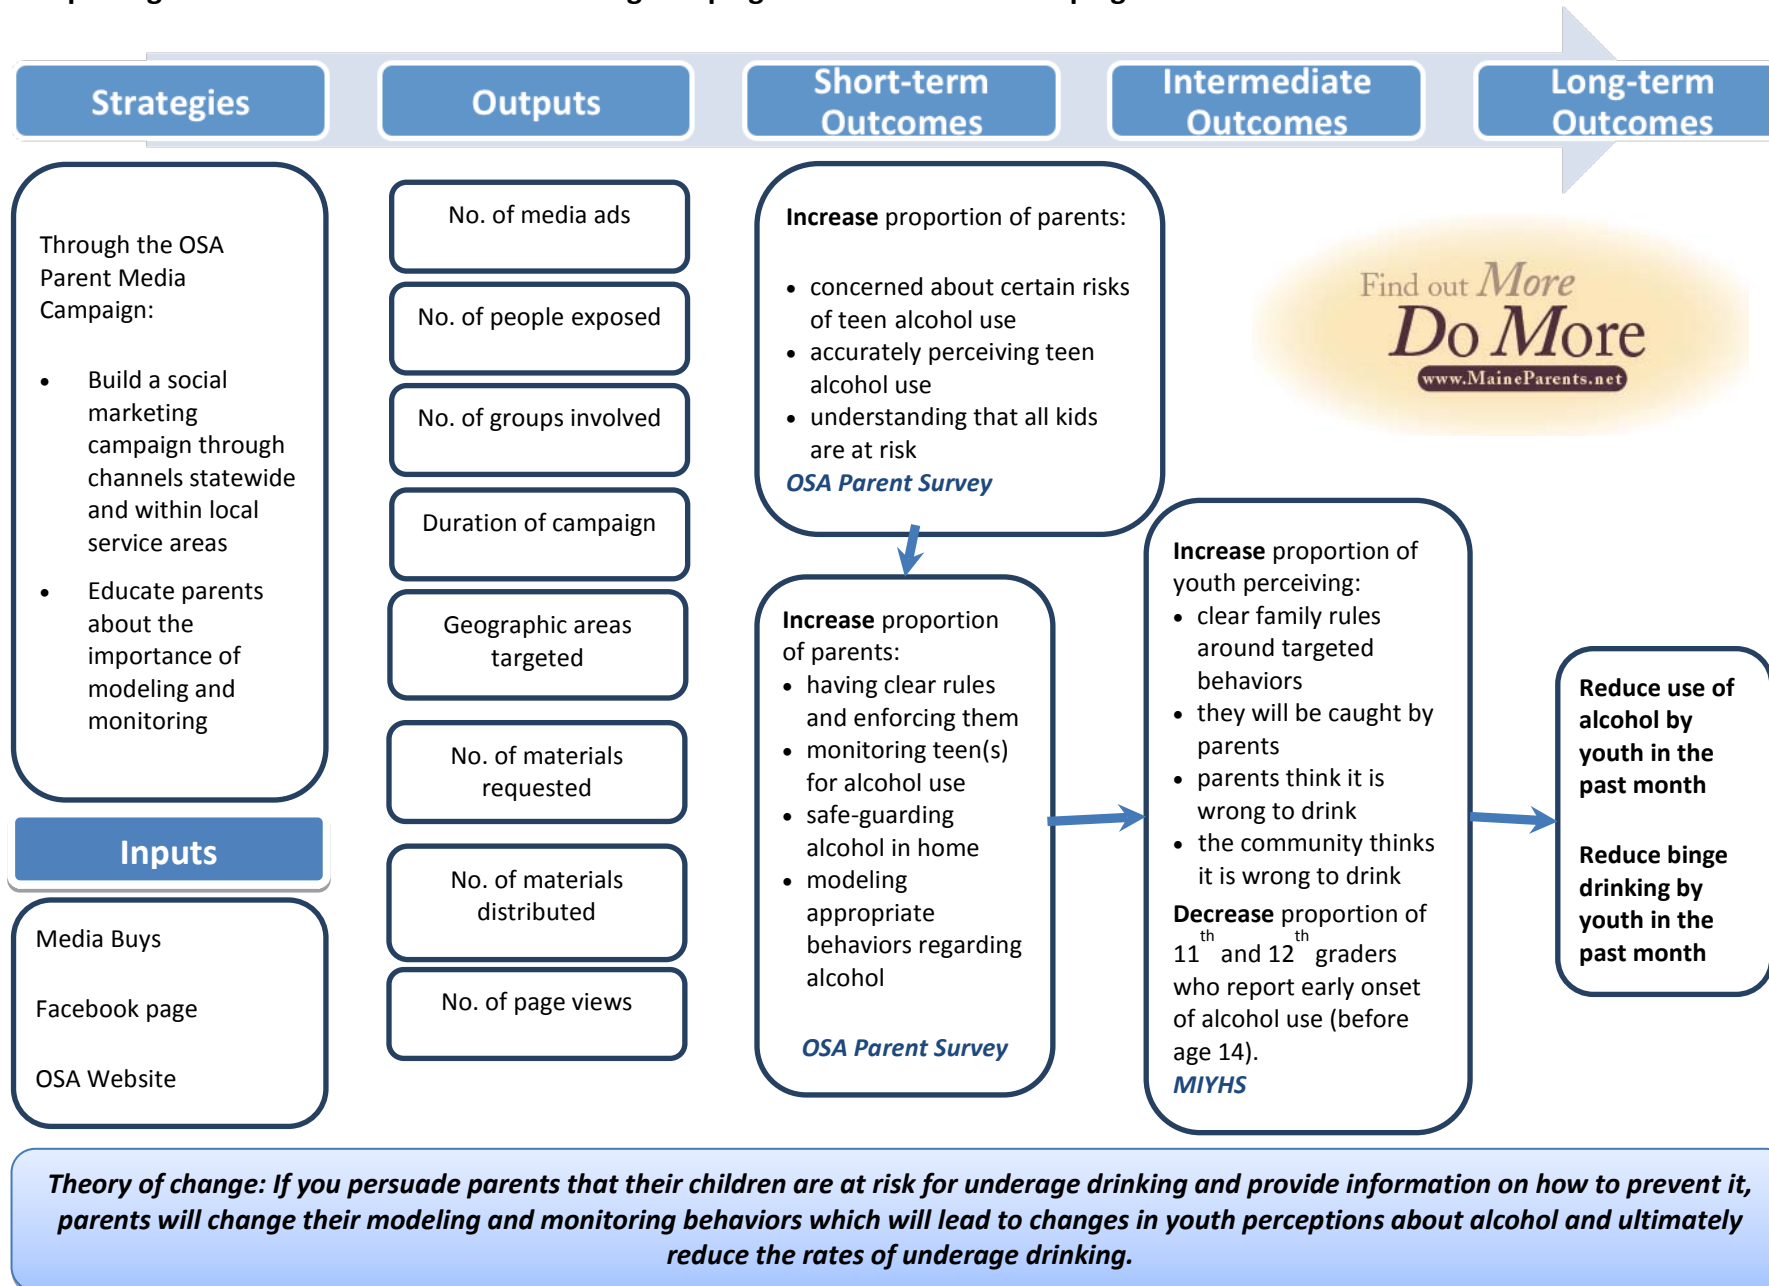 Strategies
Outputs
Short-term
Outcomes
Intermediate
Outcomes
Long-term
Outcomes
Through the OSA
Parent Media
Campaign:
• Build a social
marketing
campaign through
channels statewide
and within local
service areas
• Educate parents
about the
importance of
modeling and
monitoring
Inputs
Media Buys
Facebook page
OSA Website
No. of media ads
No. of people exposed
No. of groups involved
Duration of campaign
Geographic areas
targeted
No. of materials
requested
No. of materials
distributed
No. of page views
Increase proportion of parents:
• concerned about certain risks
of teen alcohol use
• accurately perceiving teen
alcohol use
• understanding that all kids
are at risk
OSA Parent Survey
Increase proportion
of parents:
• having clear rules
and enforcing them
• monitoring teen(s)
for alcohol use
• safe-guarding
alcohol in home
• modeling
appropriate
behaviors regarding
alcohol
OSA Parent Survey
Find out More
Do More
www.MaineParents.net
Increase proportion of
youth perceiving:
• clear family rules
around targeted
behaviors
• they will be caught by
parents
• parents think it is
wrong to drink
• the community thinks
it is wrong to drink
Decrease proportion of
11th and 12th graders
who report early onset
of alcohol use (before
age 14).
MIYHS
Reduce use of
alcohol by
youth in the
past month
Reduce binge
drinking by
youth in the
past month
Theory of change: If you persuade parents that their children are at risk for underage drinking and provide information on how to prevent it,
parents will change their modeling and monitoring behaviors which will lead to changes in youth perceptions about alcohol and ultimately
reduce the rates of underage drinking.